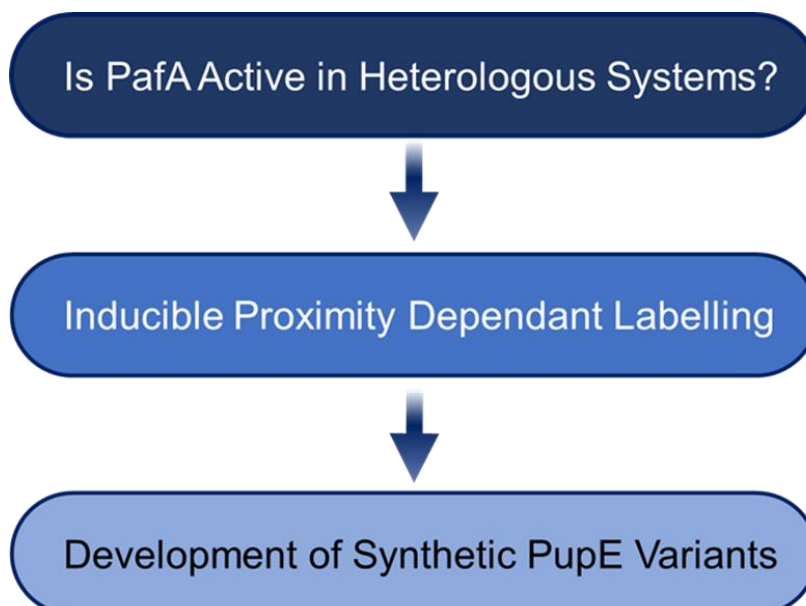 Is PafA Active in Heterologous Systems?
Inducible Proximity Dependant Labelling
Development of Synthetic PupE Variants